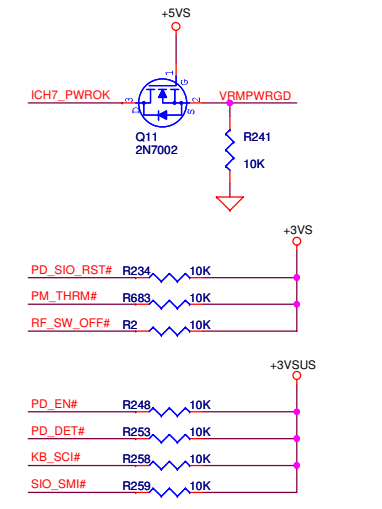 +5VS
ICH7_PWROK 3 D 1 G S 2 VRMPWRGD
Q11
2N7002
R241
10K
+3VS
PD_SIO_RST# R234 10K
PM_THRM# R683 10K
RF_SW_OFF# R2 10K
+3VSUS
PD_EN# R248 10K
PD_DET# R253 10K
KB_SCI# R258 10K
SIO_SMI# R259 10K